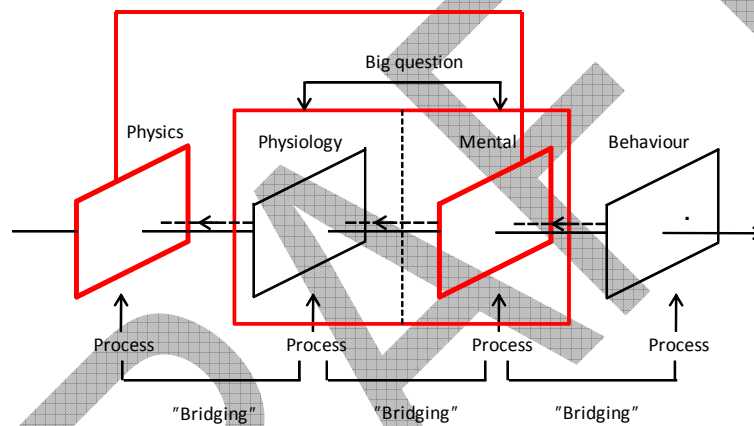 Big question
Physics
Physiology
Mental
Behaviour
Process
Process
Process
Process
"Bridging"
"Bridging"
"Bridging"